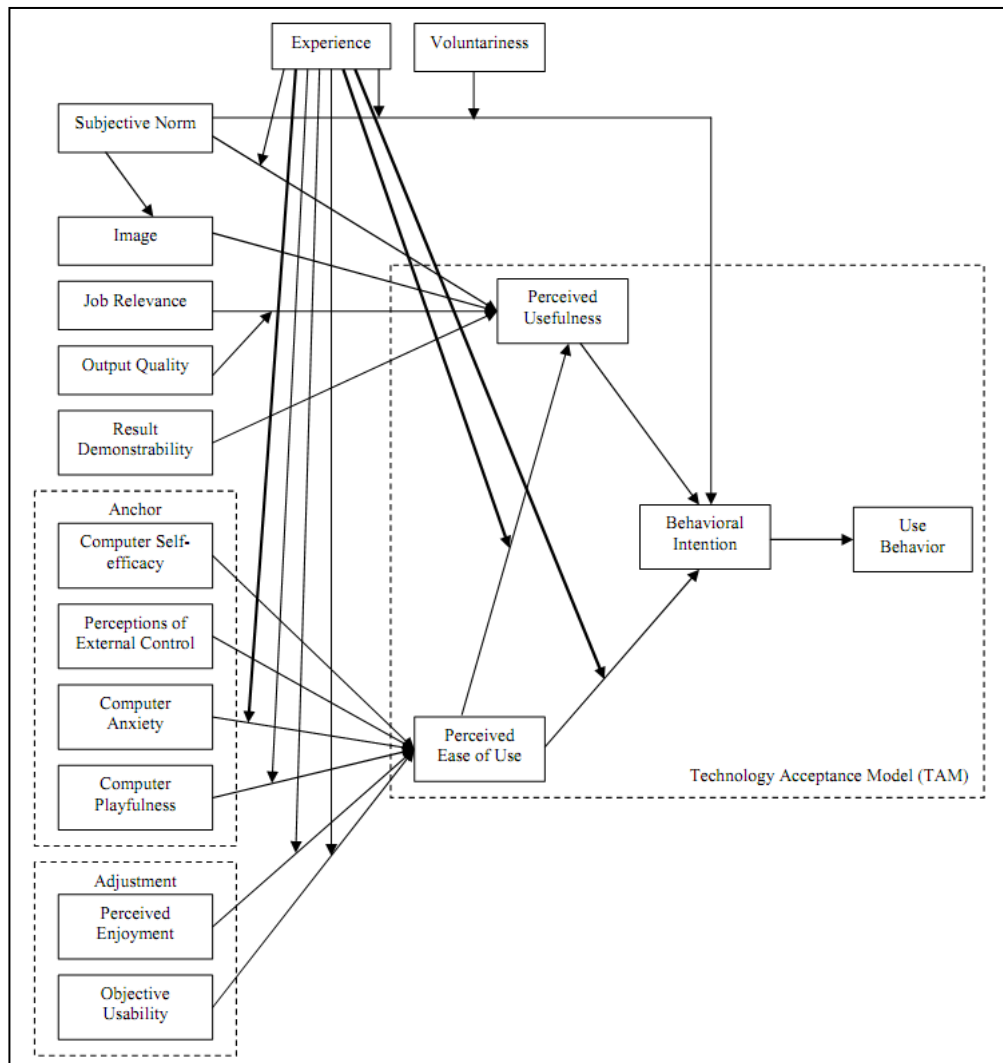 Experience
Voluntariness
Subjective Norm
Image
Job Relevance
Output Quality
Result
Demonstrability
Anchor
Computer Self-
efficacy
Perceptions of
External Control
Computer
Anxiety
Computer
Playfulness
Adjustment
Perceived
Enjoyment
Objective
Usability
Perceived
Usefulness
Perceived
Ease of Use
Behavioral
Intention
Use
Behavior
Technology Acceptance Model (TAM)